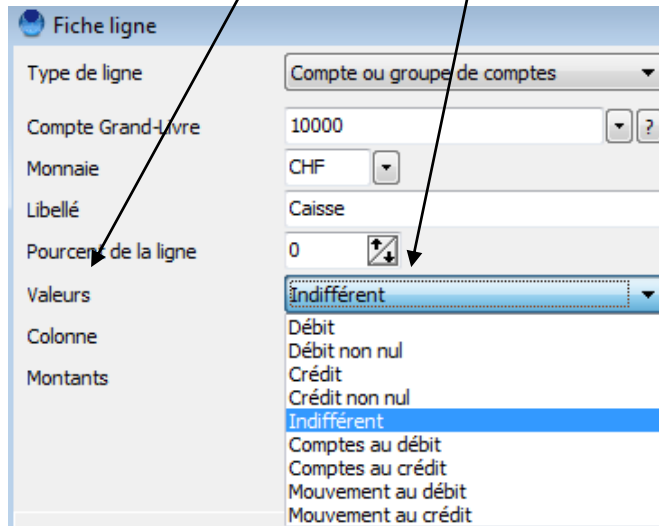 Fiche ligne
Type de ligne Compte ou groupe de comptes
Compte Grand-Livre 10000 ?
Monnaie CHF
Libellé Caisse
Pourcent de la ligne 0
Valeurs Indifférent
Débit
Colonne Débit non nul
Montants Crédit
Crédit non nul
Indifférent
Comptes au débit
Comptes au crédit
Mouvement au débit
Mouvement au crédit